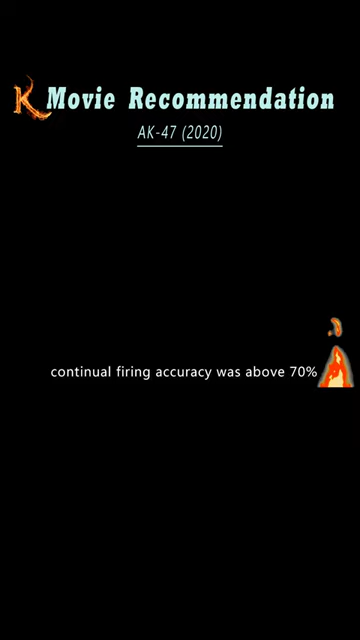 K Movie Recommendation
AK-47 (2020)
continual firing accuracy was above 70%